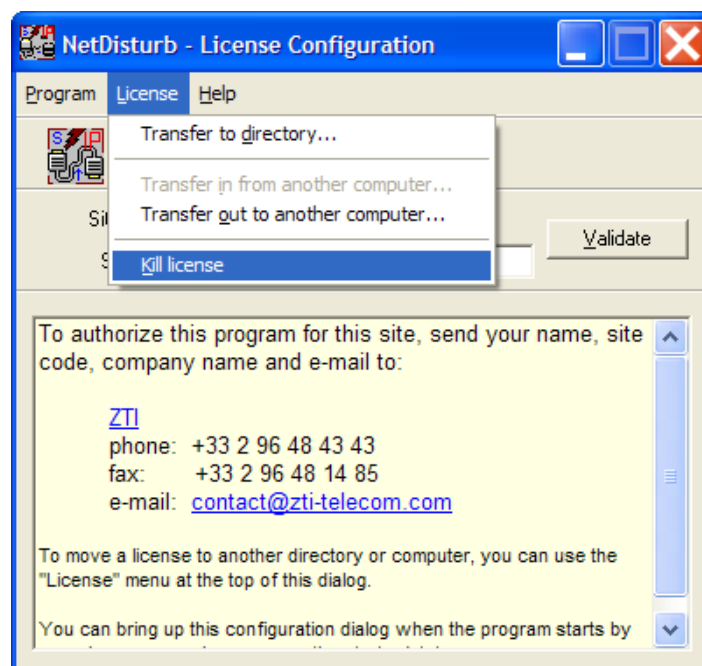 NetDisturb - License Configuration
Program License Help
Transfer to directory...
Transfer in from another computer...
Transfer out to another computer...
Kill license
Validate
To authorize this program for this site, send your name, site
code, company name and e-mail to:
ZTI
phone: +33 2 96 48 43 43
fax: +33 2 96 48 14 85
e-mail: contact@zti-telecom.com
To move a license to another directory or computer, you can use the
"License" menu at the top of this dialog.
You can bring up this configuration dialog when the program starts by